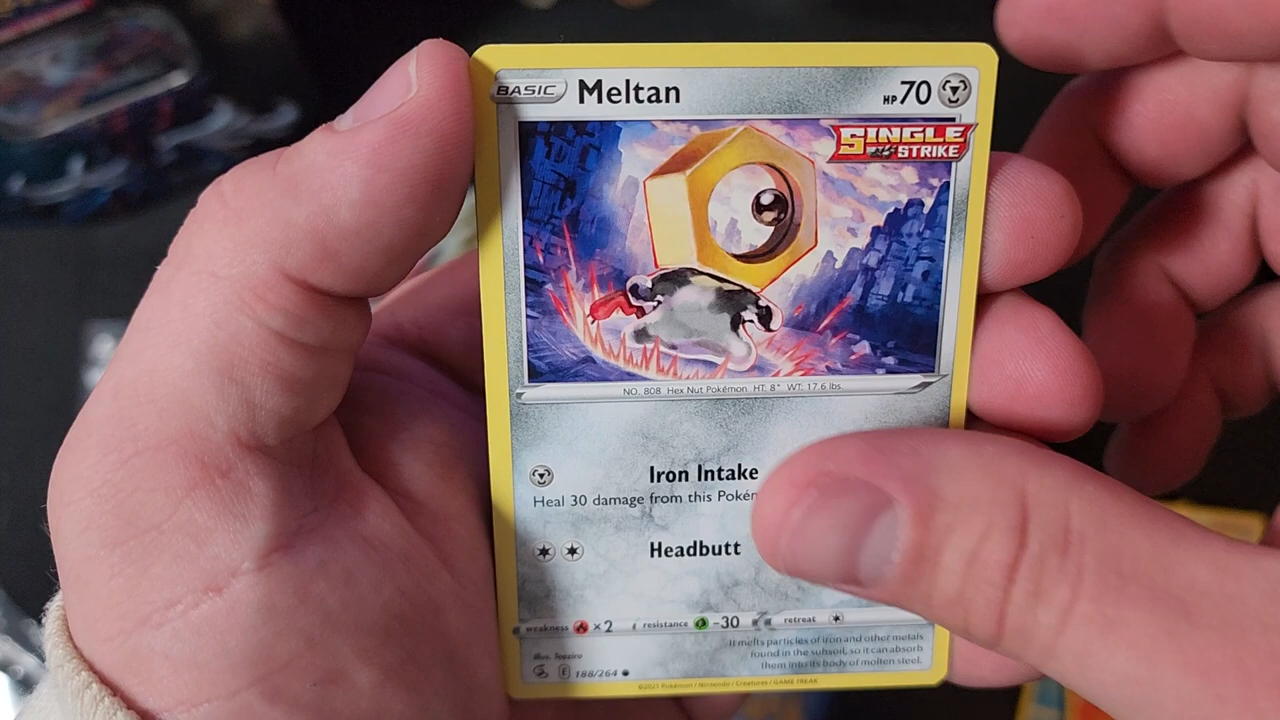 BASIC Meltan HP 70
SINGLE
STRIKE
NO. 808 Hex Nut Pokémon HT: 8" WT: 17.6 lbs.
Iron Intake
Heal 30 damage from this Pokém
Headbutt
weakness ×2 resistance -30 retreat
It melts particles of iron and other metals
found in the subsoil, so it can absorb
them into its body of molten steel.
Illus. Teeziro
E 188/264
©2021 Pokémon / Nintendo / Creatures / GAME FREAK